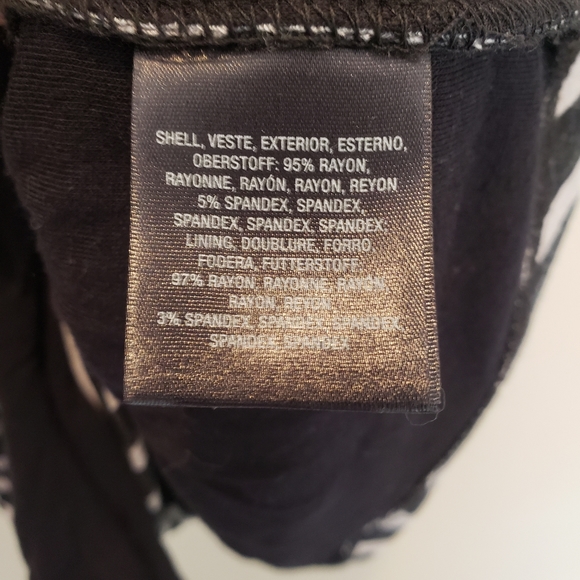 SHELL, VESTE, EXTERIOR, ESTERNO,
OBERSTOFF: 95% RAYON,
RAYONNE, RAYÓN, RAYON, REYON
5% SPANDEX, SPANDEX,
SPANDEX, SPANDEX, SPANDEX.
LINING, DOUBLURE, FORRO
FODERA, FUTTERSTOFF
97% RAYON, RAYONNE, RAYON,
RAYON, REYON
3% SPANDEX, SPANDEX, SPANDEX,
SPANDEX, SPANDEX